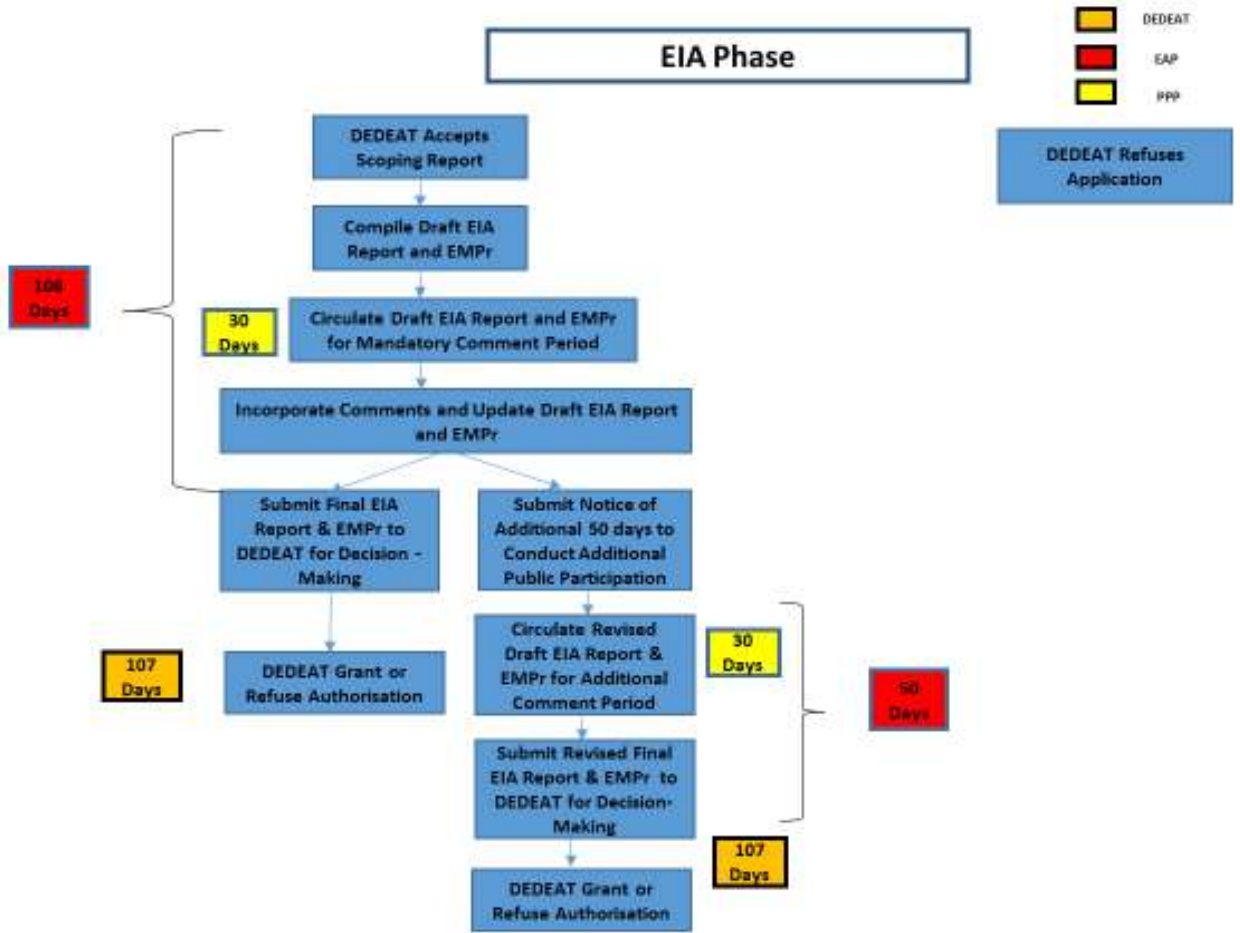 DEDEAT
EIA Phase
EAP
PPP
DEDEAT Accepts
Scoping Report
DEDEAT Refuses
Application
Compile Draft EIA
Report and EMPr
Days
30
Days
Circulate Draft EIA Report and EMPr
for Mandatory Comment Period
Incorporate Comments and Update Draft EIA Report
and EMPr
Submit Final EIA
Report & EMPr to
DEDEAT for Decision -
Making
Submit Notice of
Additional 50 days to
Conduct Additional
Public Participation
Circulate Revised
Draft EIA Report &
EMPr for Additional
Comment Period
30
Days
107
Days
DEDEAT Grant or
Refuse Authorisation
50
Days
Submit Revised Final
EIA Report & EMPr to
DEDEAT for Decision-
Making
107
Days
DEDEAT Grant or
Refuse Authorisation